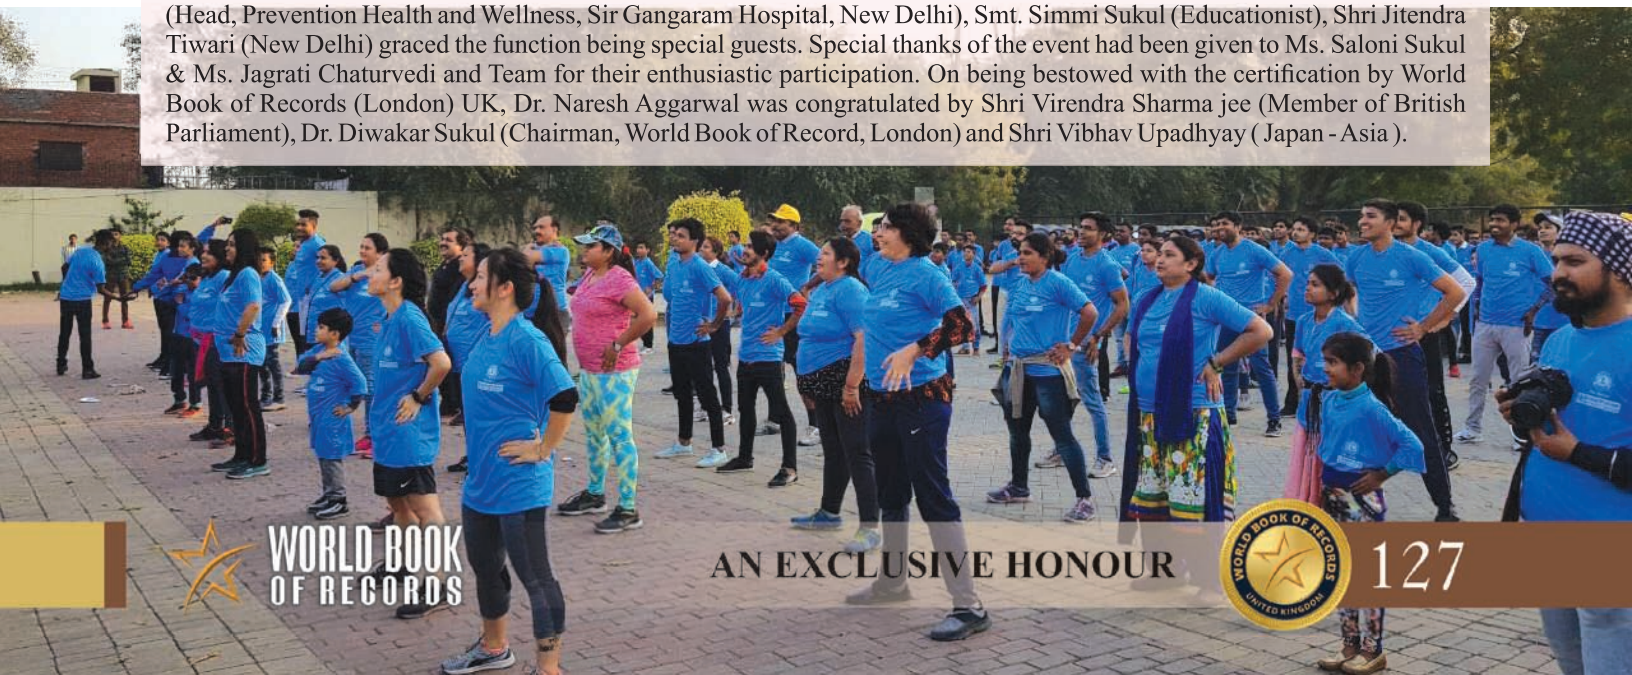 (Head, Prevention Health and Wellness, Sir Gangaram Hospital, New Delhi), Smt. Simmi Sukul (Educationist), Shri Jitendra
Tiwari (New Delhi) graced the function being special guests. Special thanks of the event had been given to Ms. Saloni Sukul
& Ms. Jagrati Chaturvedi and Team for their enthusiastic participation. On being bestowed with the certification by World
Book of Records (London) UK, Dr. Naresh Aggarwal was congratulated by Shri Virendra Sharma jee (Member of British
Parliament), Dr. Diwakar Sukul (Chairman, World Book of Record, London) and Shri Vibhav Upadhyay ( Japan - Asia ).
WORLD BOOK
OF RECORDS
AN EXCLUSIVE HONOUR
WORLD BOOK OF RECORDS
UNITED KINGDOM
127